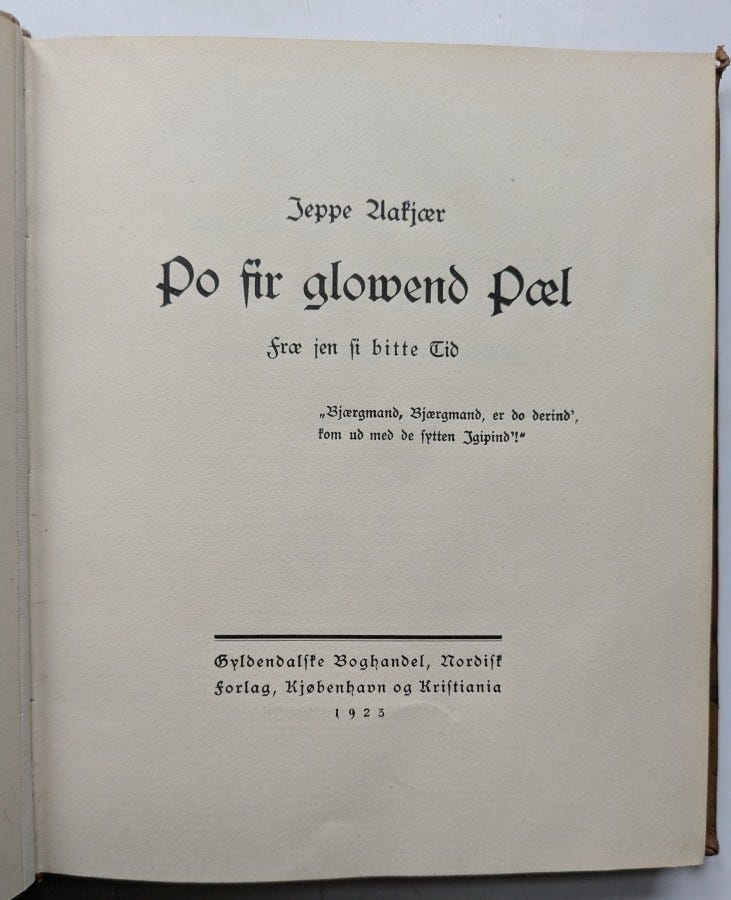 Jeppe Aakjær
Po fir glowend Pæl
Fræ jen ſi bitte Tid
„Bjærgmand, Bjærgmand, er do derind',
kom ud med de ſytten Igipind'!“
Gyldendalſke Boghandel, Nordiſk
Forlag, Kjøbenhavn og Kriſtiania
1923